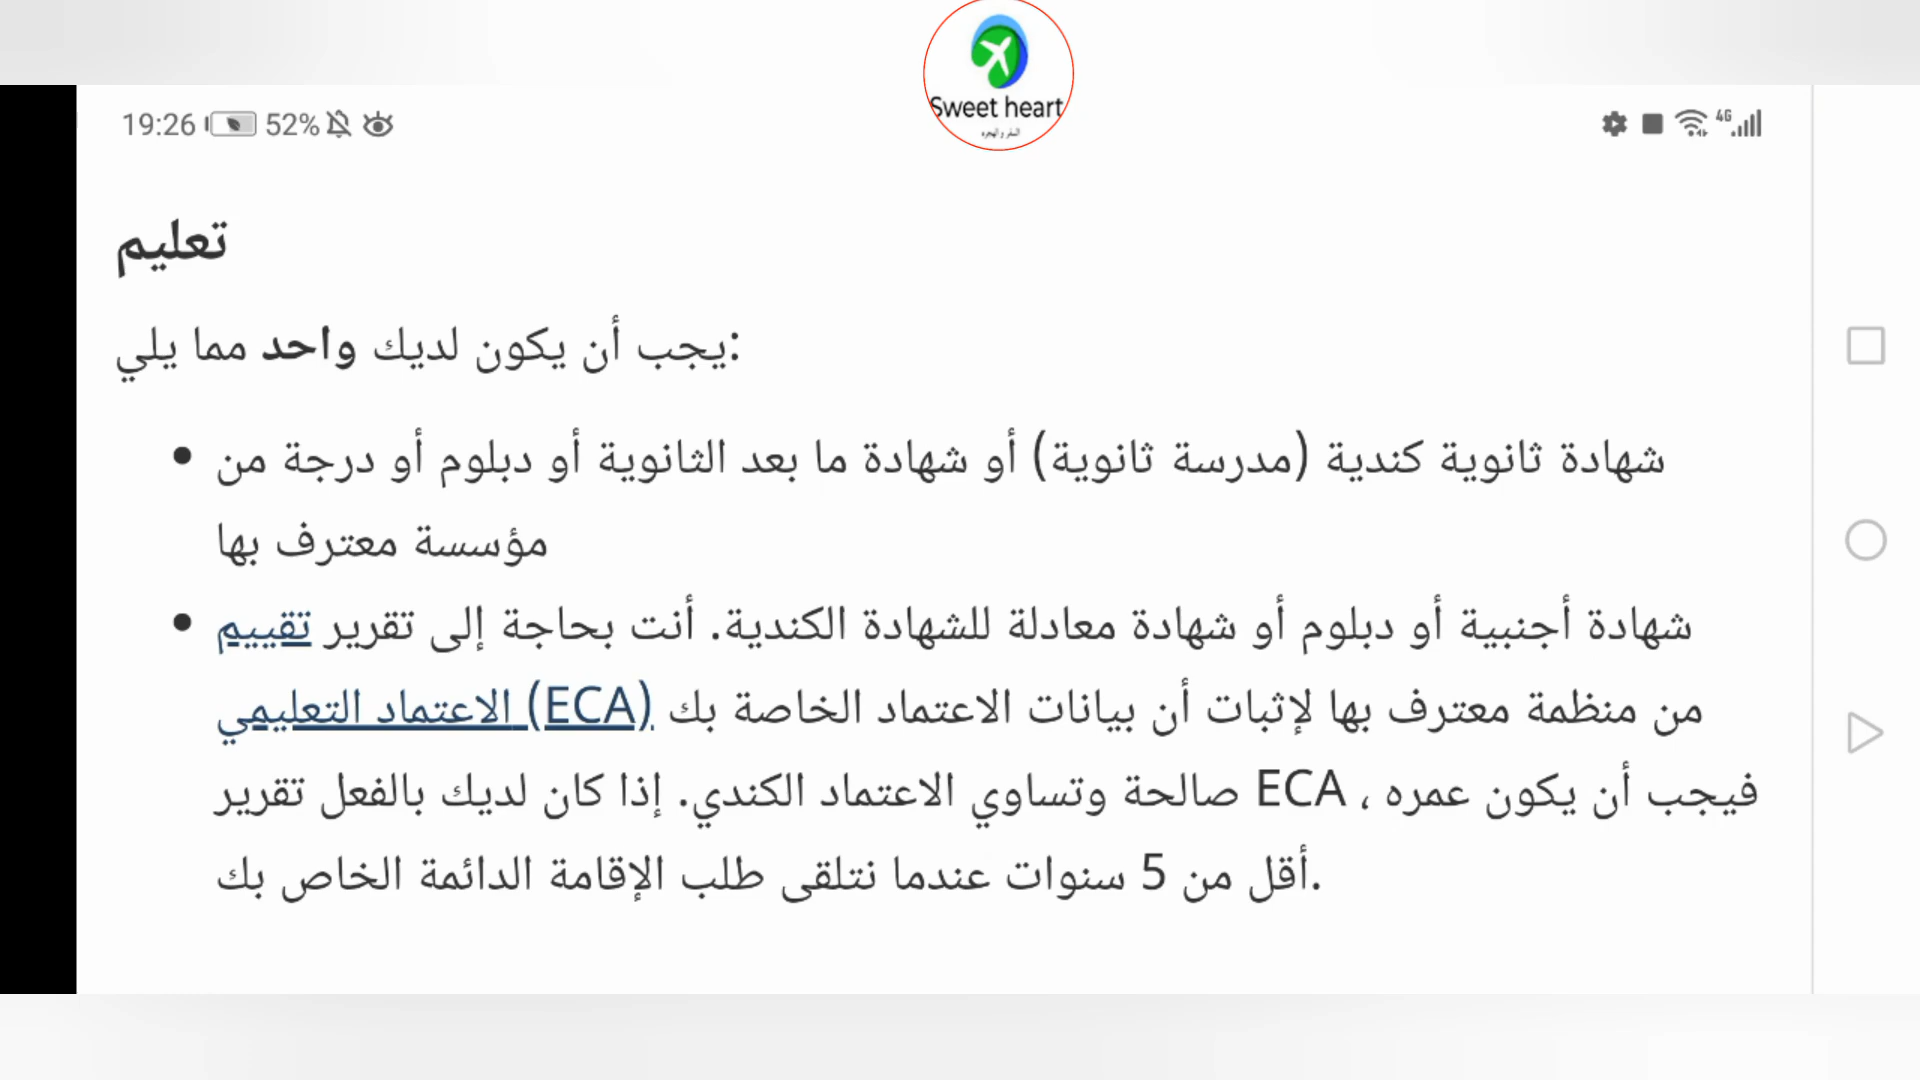 Sweet heart
السفر والهجره
19:26
52%
4G
تعليم
يجب أن يكون لديك واحد مما يلي:
شهادة ثانوية كندية (مدرسة ثانوية) أو شهادة ما بعد الثانوية أو دبلوم أو درجة من
مؤسسة معترف بها
شهادة أجنبية أو دبلوم أو شهادة معادلة للشهادة الكندية. أنت بحاجة إلى تقرير تقييم
من منظمة معترف بها لإثبات أن بيانات الاعتماد الخاصة بك (ECA) الاعتماد التعليمي
فيجب أن يكون عمره ، ECA صالحة وتساوي الاعتماد الكندي. إذا كان لديك بالفعل تقرير
أقل من 5 سنوات عندما نتلقى طلب الإقامة الدائمة الخاص بك.